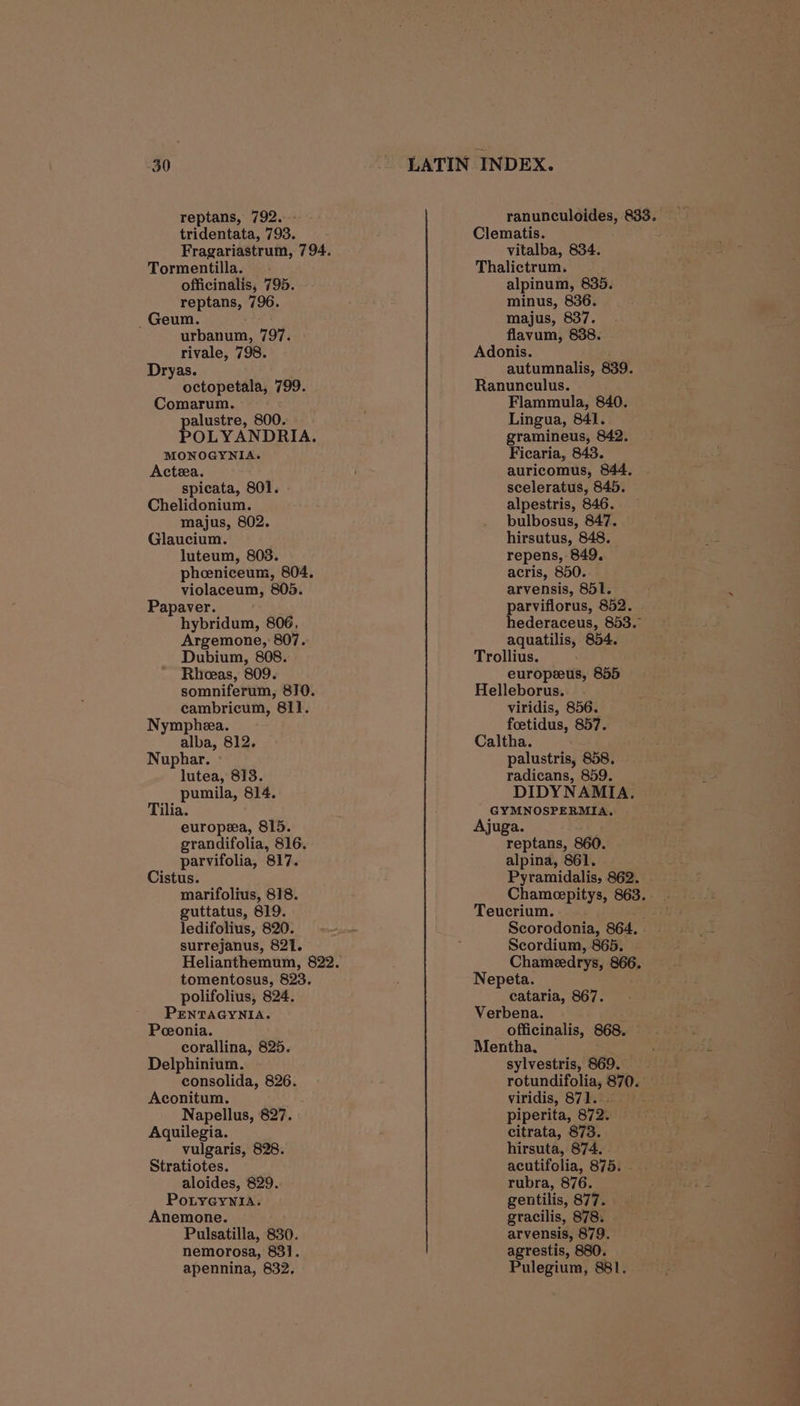 30
LATIN INDEX.
reptans, 792.
tridentata, 793.
Fragariastrum, 794.
Tormentilla.
officinalis, 795.
reptans, 796.
Geum.
urbanum, 797.
rivale, 798.
Dryas.
octopetala, 799.
Comarum.
palustre, 800.
POLYANDRIA.
MONOGYNIA.
Actæa.
spicata, 801.
Chelidonium.
majus, 802.
Glaucium.
luteum, 803.
phœniceum, 804.
violaceum, 805.
Papaver.
hybridum, 806.
Argemone, 807.
Dubium, 808.
Rhœas, 809.
somniferum, 810.
cambricum, 811.
Nymphæa.
alba, 812.
Nuphar.
lutea, 813.
pumila, 814.
Tilia.
europæa, 815.
grandifolia, 816.
parvifolia, 817.
Cistus.
marifolius, 818.
guttatus, 819.
ledifolius, 820.
surrejanus, 821.
Helianthemum, 822.
tomentosus, 823.
polifolius, 824.
PENTAGYNIA.
Pœonia.
corallina, 825.
Delphinium.
consolida, 826.
Aconitum.
Napellus, 827.
Aquilegia.
vulgaris, 828.
Stratiotes.
aloides, 829.
POLYGYNIA.
Anemone.
Pulsatilla, 830.
nemorosa, 831.
apennina, 832.
ranunculoides, 833.
Clematis.
vitalba, 834.
Thalictrum.
alpinum, 835.
minus, 836.
majus, 837.
flavum, 838.
Adonis.
autumnalis, 839.
Ranunculus.
Flammula, 840.
Lingua, 841.
gramineus, 842.
Ficaria, 843.
auricomus, 844.
sceleratus, 845.
alpestris, 846.
bulbosus, 847.
hirsutus, 848.
repens, 849.
acris, 850.
arvensis, 851.
parviflorus, 852.
hederaceus, 853.
aquatilis, 854.
Trollius.
europæus, 855
Helleborus.
viridis, 856.
fœtidus, 857.
Caltha.
palustris, 858.
radicans, 859.
DIDYNAMIA.
GYMNOSPERMIA.
Ajuga.
reptans, 860.
alpina, 861.
Pyramidalis, 862.
Chamœpitys, 863.
Teucrium.
Scorodonia, 864.
Scordium, 865.
Chamædrys, 866.
Nepeta.
cataria, 867.
Verbena.
officinalis, 868.
Mentha.
sylvestris, 869.
rotundifolia, 870.
viridis, 871.
piperita, 872.
citrata, 873.
hirsuta, 874.
acutifolia, 875.
rubra, 876.
gentilis, 877.
gracilis, 878.
arvensis, 879.
agrestis, 880.
Pulegium, 881.